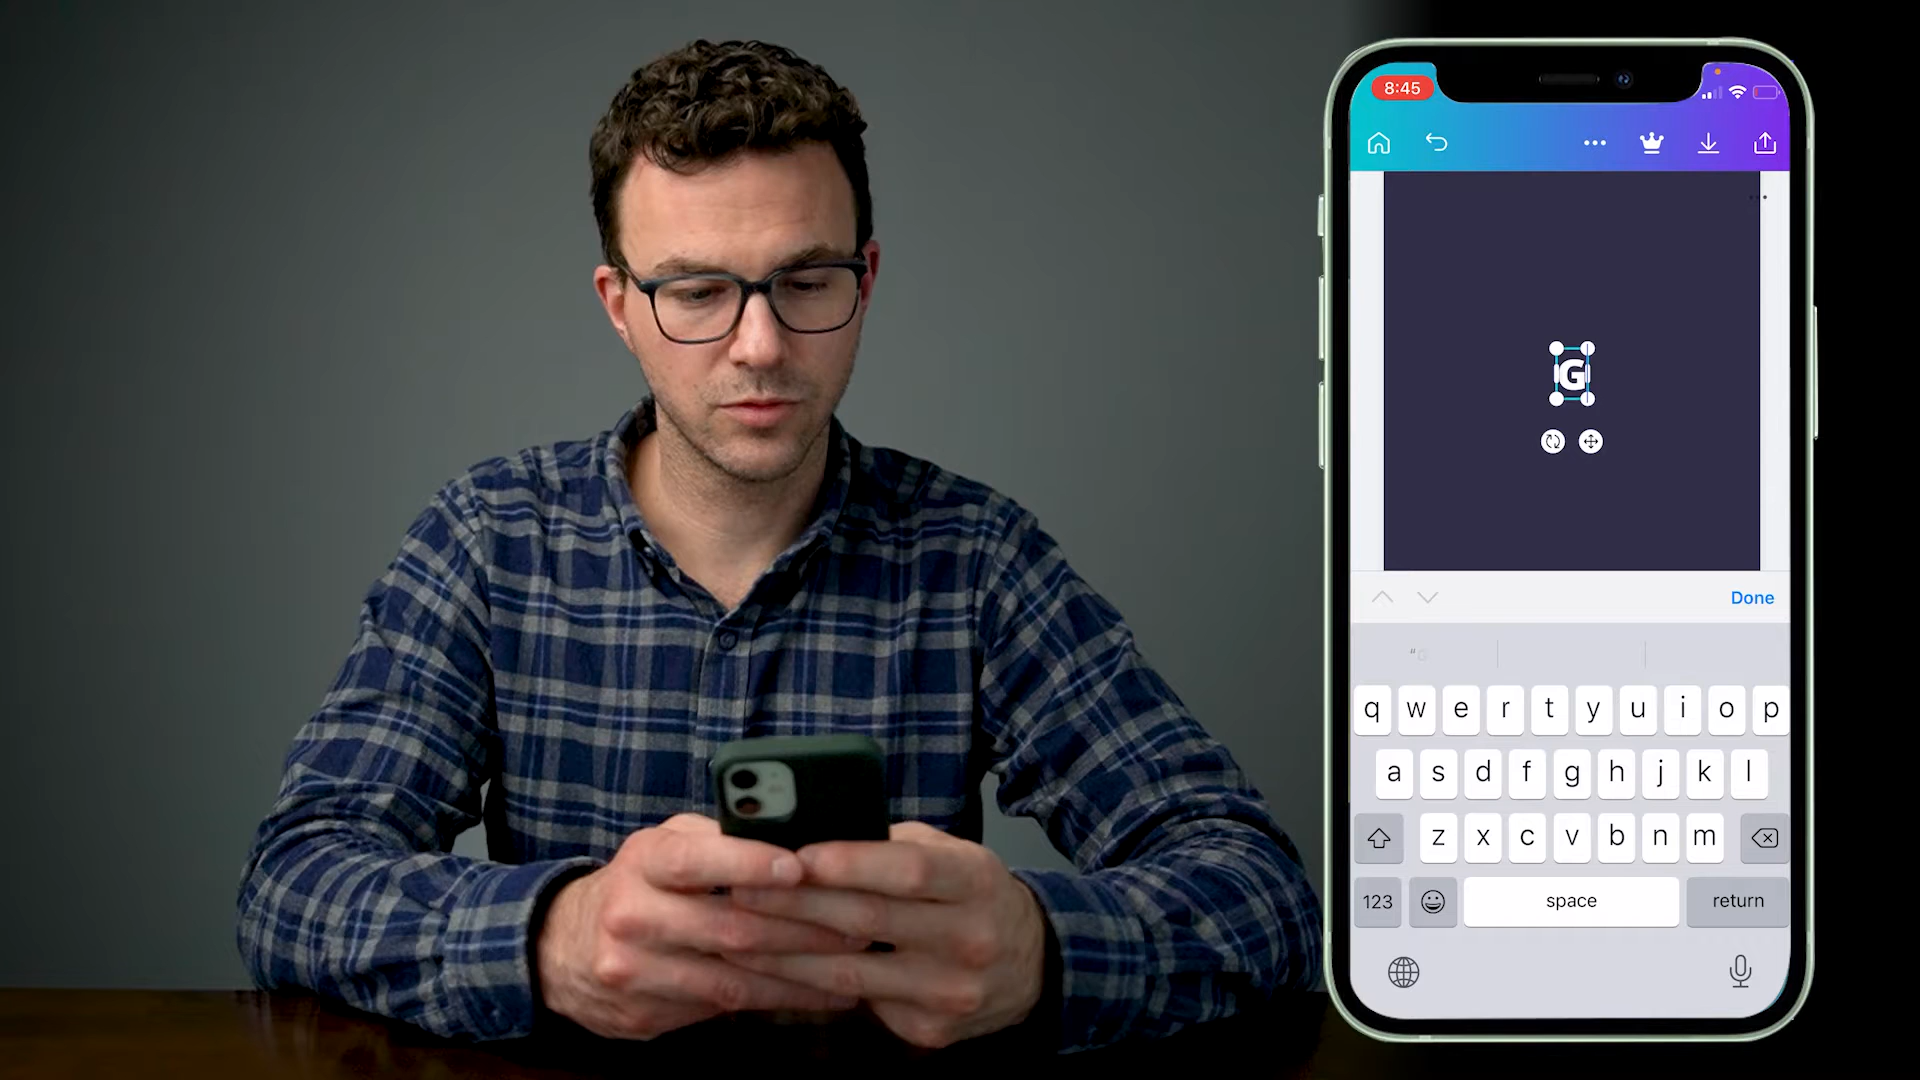 8:45
G
Done
"G
q w e r t y u i o p
a s d f g h j k l
z x c v b n m
123 space return